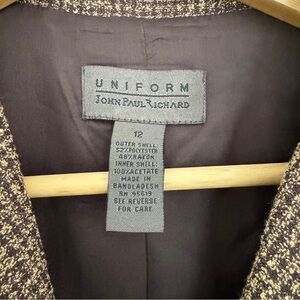 UNIFORM
JOHN PAUL RICHARD
12
OUTER SHELL:
52%POLYESTER
48%RAYON
INNER SHELL:
100%ACETATE
MADE IN
BANGLADESH
RN 95619
SEE REVERSE
FOR CARE